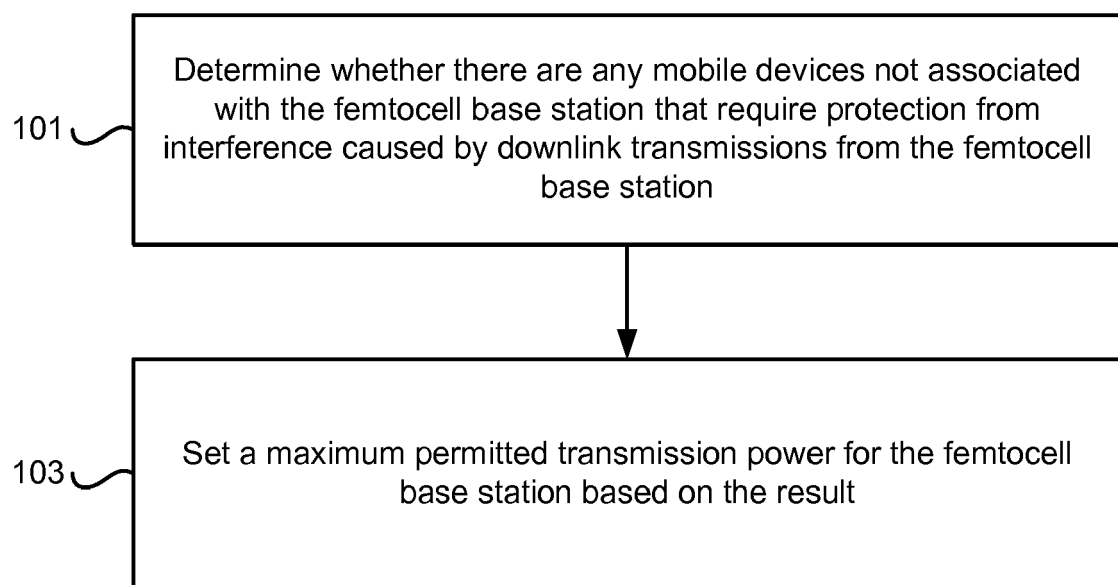 Determine whether there are any mobile devices not associated
with the femtocell base station that require protection from
101
interference caused by downlink transmissions from the femtocell
base station
Set a maximum permitted transmission power for the femtocell
103
base station based on the result